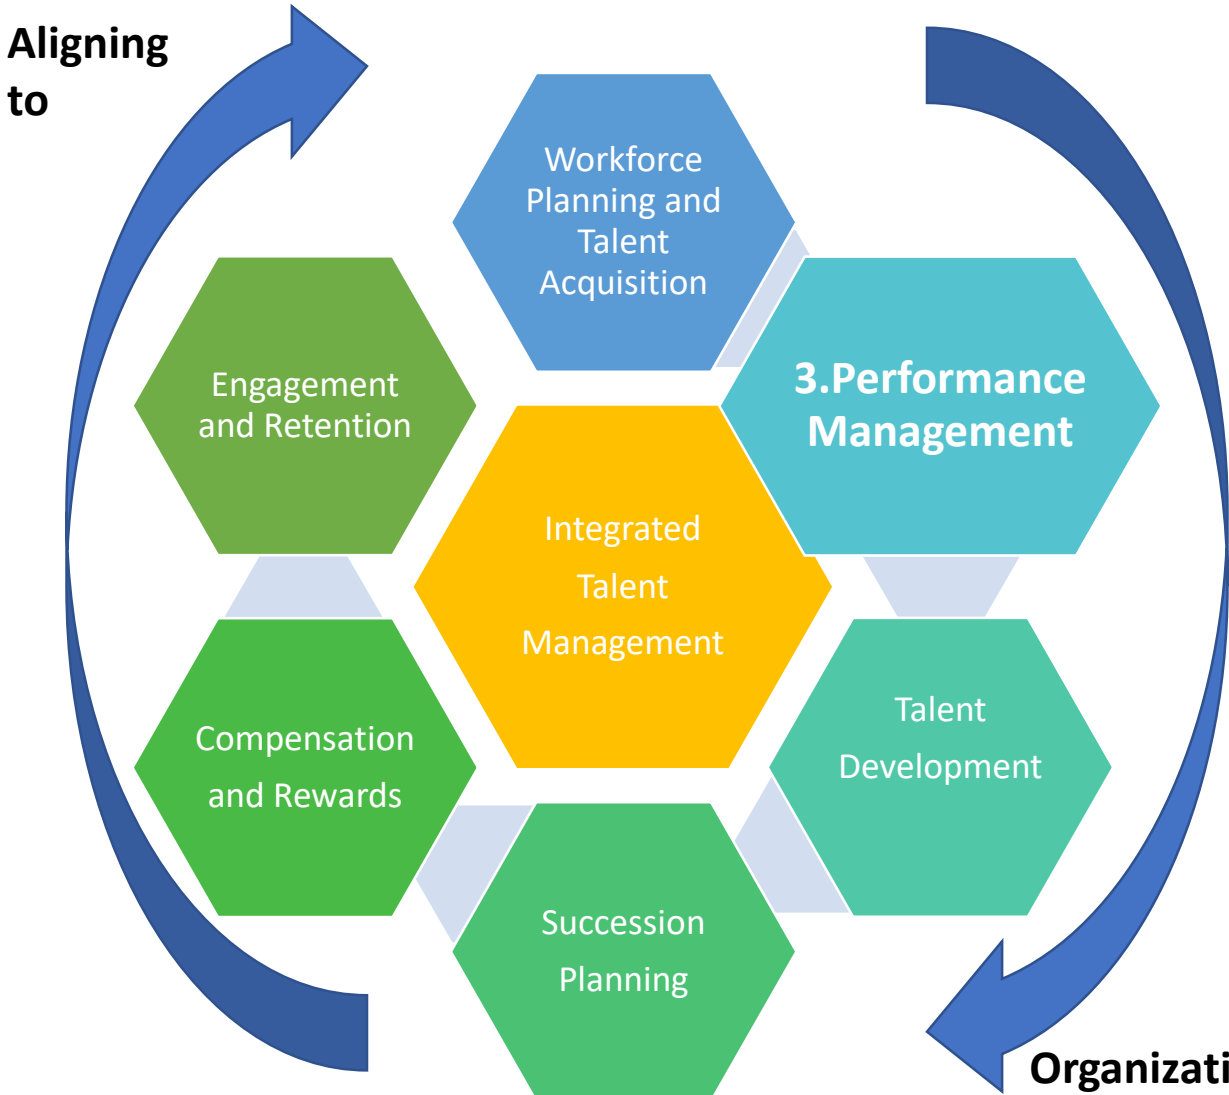 Aligning
to
Workforce
Planning and
Talent
Acquisition
3.Performance
Management
Engagement
and Retention
Integrated
Talent
Management
Talent
Development
Compensation
and Rewards
Succession
Planning
Organizati